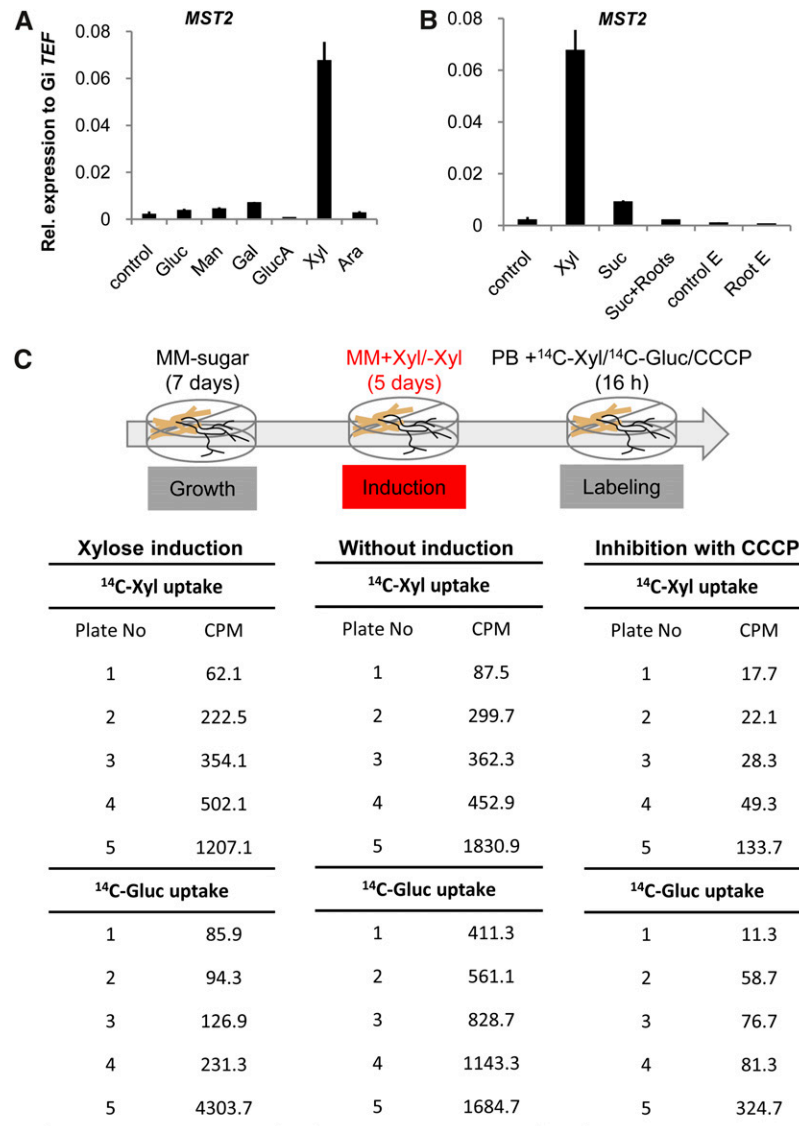 A
MST2
Rel. expression to Gi TEF
0.08
0.06
0.04
0.02
0
control
Gluc
Man
Gal
GlucA
Xyl
Ara
B
MST2
0.08
0.06
0.04
0.02
0
control
Xyl
Suc
Suc+Roots
control E
Root E
C
MM-sugar
(7 days)
MM+Xyl/-Xyl
(5 days)
PB +¹⁴C-Xyl/¹⁴C-Gluc/CCCP
(16 h)
Growth
Induction
Labeling
Xylose induction
¹⁴C-Xyl uptake
Plate No CPM
1 62.1
2 222.5
3 354.1
4 502.1
5 1207.1
¹⁴C-Gluc uptake
1 85.9
2 94.3
3 126.9
4 231.3
5 4303.7
Without induction
¹⁴C-Xyl uptake
Plate No CPM
1 87.5
2 299.7
3 362.3
4 452.9
5 1830.9
¹⁴C-Gluc uptake
1 411.3
2 561.1
3 828.7
4 1143.3
5 1684.7
Inhibition with CCCP
¹⁴C-Xyl uptake
Plate No CPM
1 17.7
2 22.1
3 28.3
4 49.3
5 133.7
¹⁴C-Gluc uptake
1 11.3
2 58.7
3 76.7
4 81.3
5 324.7